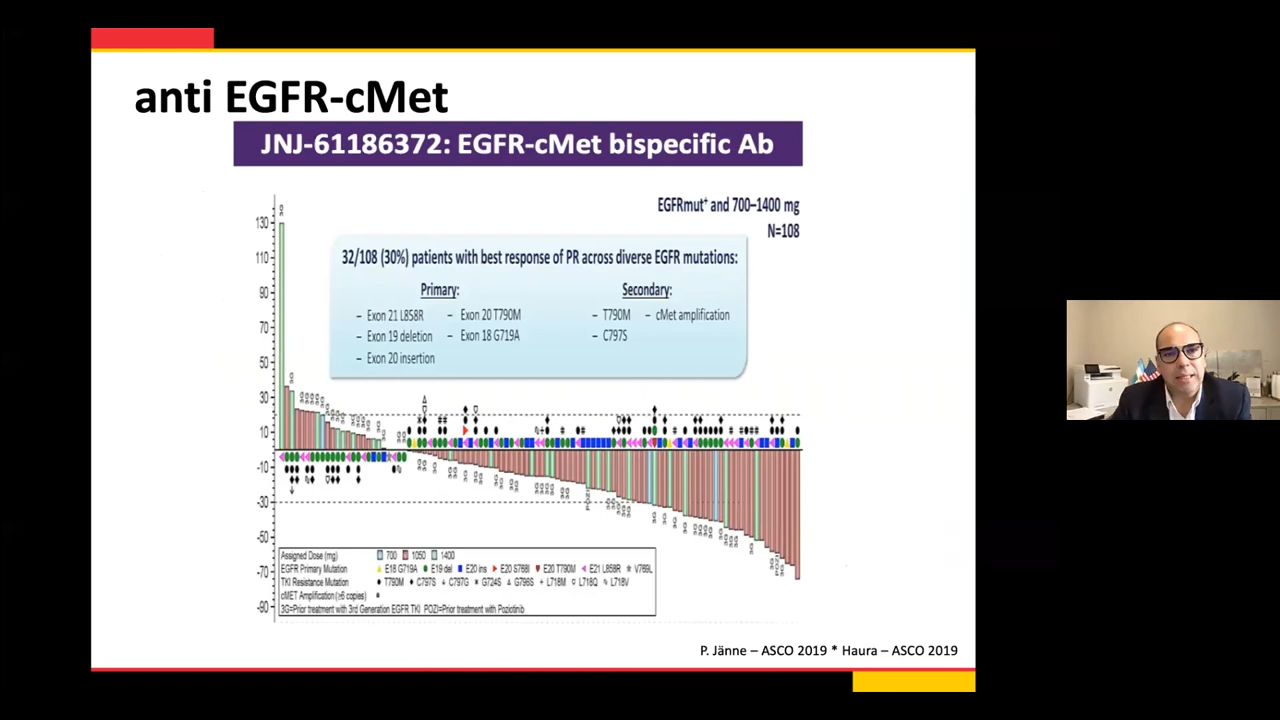 anti EGFR-cMet
JNJ-61186372: EGFR-cMet bispecific Ab
EGFRmut+ and 700–1400 mg
N=108
32/108 (30%) patients with best response of PR across diverse EGFR mutations:
Primary:
– Exon 21 L858R – Exon 20 T790M
– Exon 19 deletion – Exon 18 G719A
– Exon 20 insertion
Secondary:
– T790M – cMet amplification
– C797S
130
110
90
70
50
30
10
-10
-30
-50
-70
-90
Assigned Dose (mg) 700 1050 1400
EGFR Primary Mutation E18 G719A E19 del E20 ins E20 S768I E20 T790M E21 L858R V769L
TKI Resistance Mutation T790M C797S C797G G724S G796S L718M L718Q L718V
cMET Amplification (≥6 copies) #
3G=Prior treatment with 3rd Generation EGFR TKI POZI=Prior treatment with Poziotinib
P. Jänne – ASCO 2019 * Haura – ASCO 2019